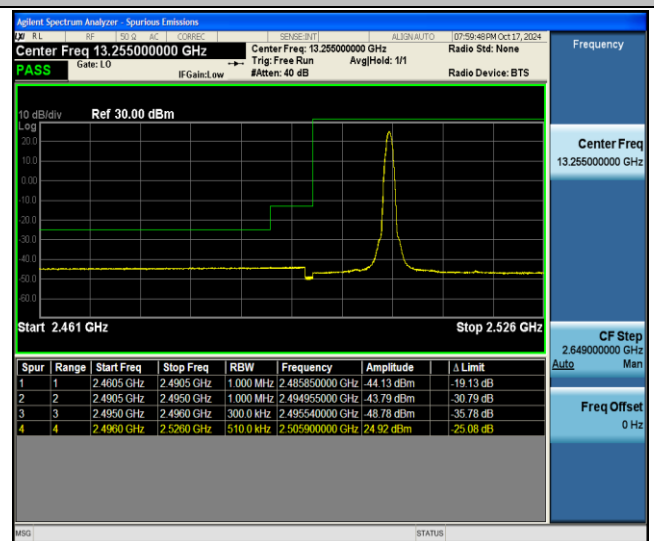 Agilent Spectrum Analyzer - Spurious Emissions
RL RF 50 Ω AC CORREC SENSE:INT ALIGNAUTO 07:59:48PM Oct 17, 2024
Center Freq 13.255000000 GHz Center Freq: 13.255000000 GHz Radio Std: None
Trig: Free Run Avg|Hold: 1/1
PASS Gate: LO IFGain:Low #Atten: 40 dB Radio Device: BTS
Frequency
10 dB/div Ref 30.00 dBm
Log
20.0
10.0
0.00
-10.0
-20.0
-30.0
-40.0
-50.0
-60.0
Start 2.461 GHz Stop 2.526 GHz
Center Freq
13.255000000 GHz
CF Step
2.649000000 GHz
Auto Man
Freq Offset
0 Hz
Spur Range Start Freq Stop Freq RBW Frequency Amplitude Δ Limit
1 1 2.4605 GHz 2.4905 GHz 1.000 MHz 2.485850000 GHz -44.13 dBm -19.13 dB
2 2 2.4905 GHz 2.4950 GHz 1.000 MHz 2.494955000 GHz -43.79 dBm -30.79 dB
3 3 2.4950 GHz 2.4960 GHz 300.0 kHz 2.495540000 GHz -48.78 dBm -35.78 dB
4 4 2.4960 GHz 2.5260 GHz 510.0 kHz 2.505900000 GHz 24.92 dBm -25.08 dB
MSG STATUS